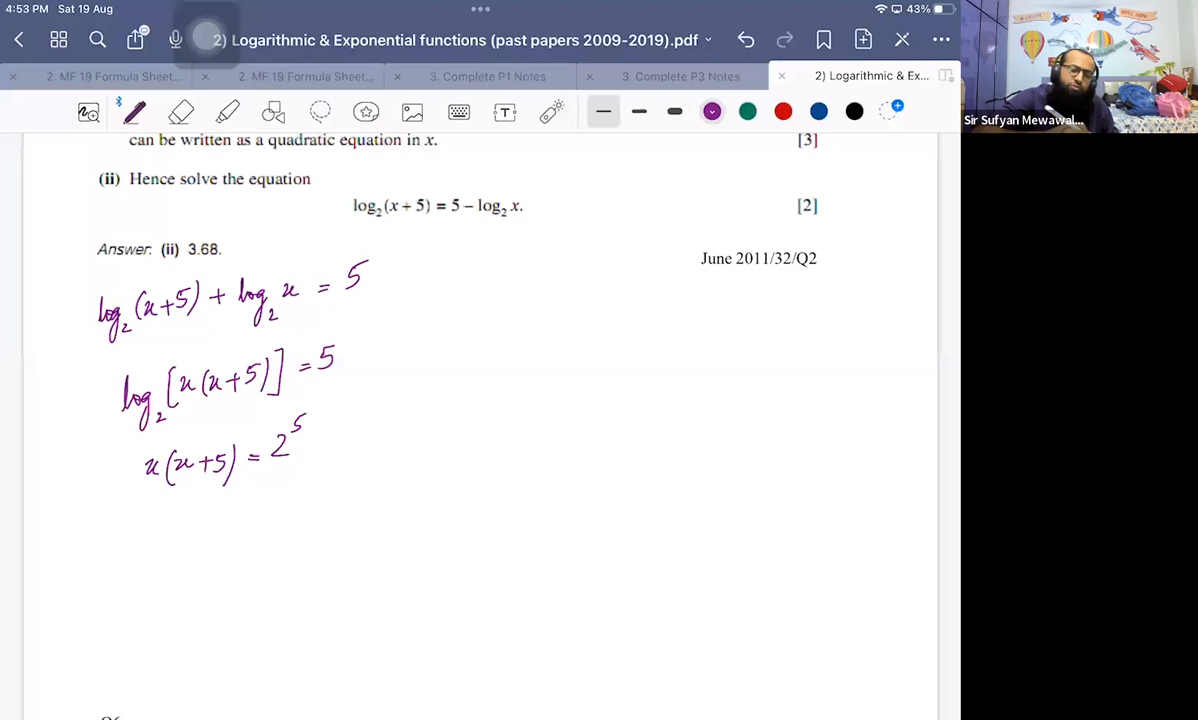 4:53 PM Sat 19 Aug
43%
2) Logarithmic & Exponential functions (past papers 2009-2019).pdf
2. MF 19 Formula Sheet...
2. MF 19 Formula Sheet...
3. Complete P1 Notes
3. Complete P3 Notes
2) Logarithmic & Ex...
Sir Sufyan Mewawal...
can be written as a quadratic equation in x. [3]
(ii) Hence solve the equation
log₂(x + 5) = 5 – log₂ x. [2]
Answer: (ii) 3.68.
June 2011/32/Q2
log₂(x+5) + log₂ x = 5
log₂[x(x+5)] = 5
x(x+5) = 2⁵